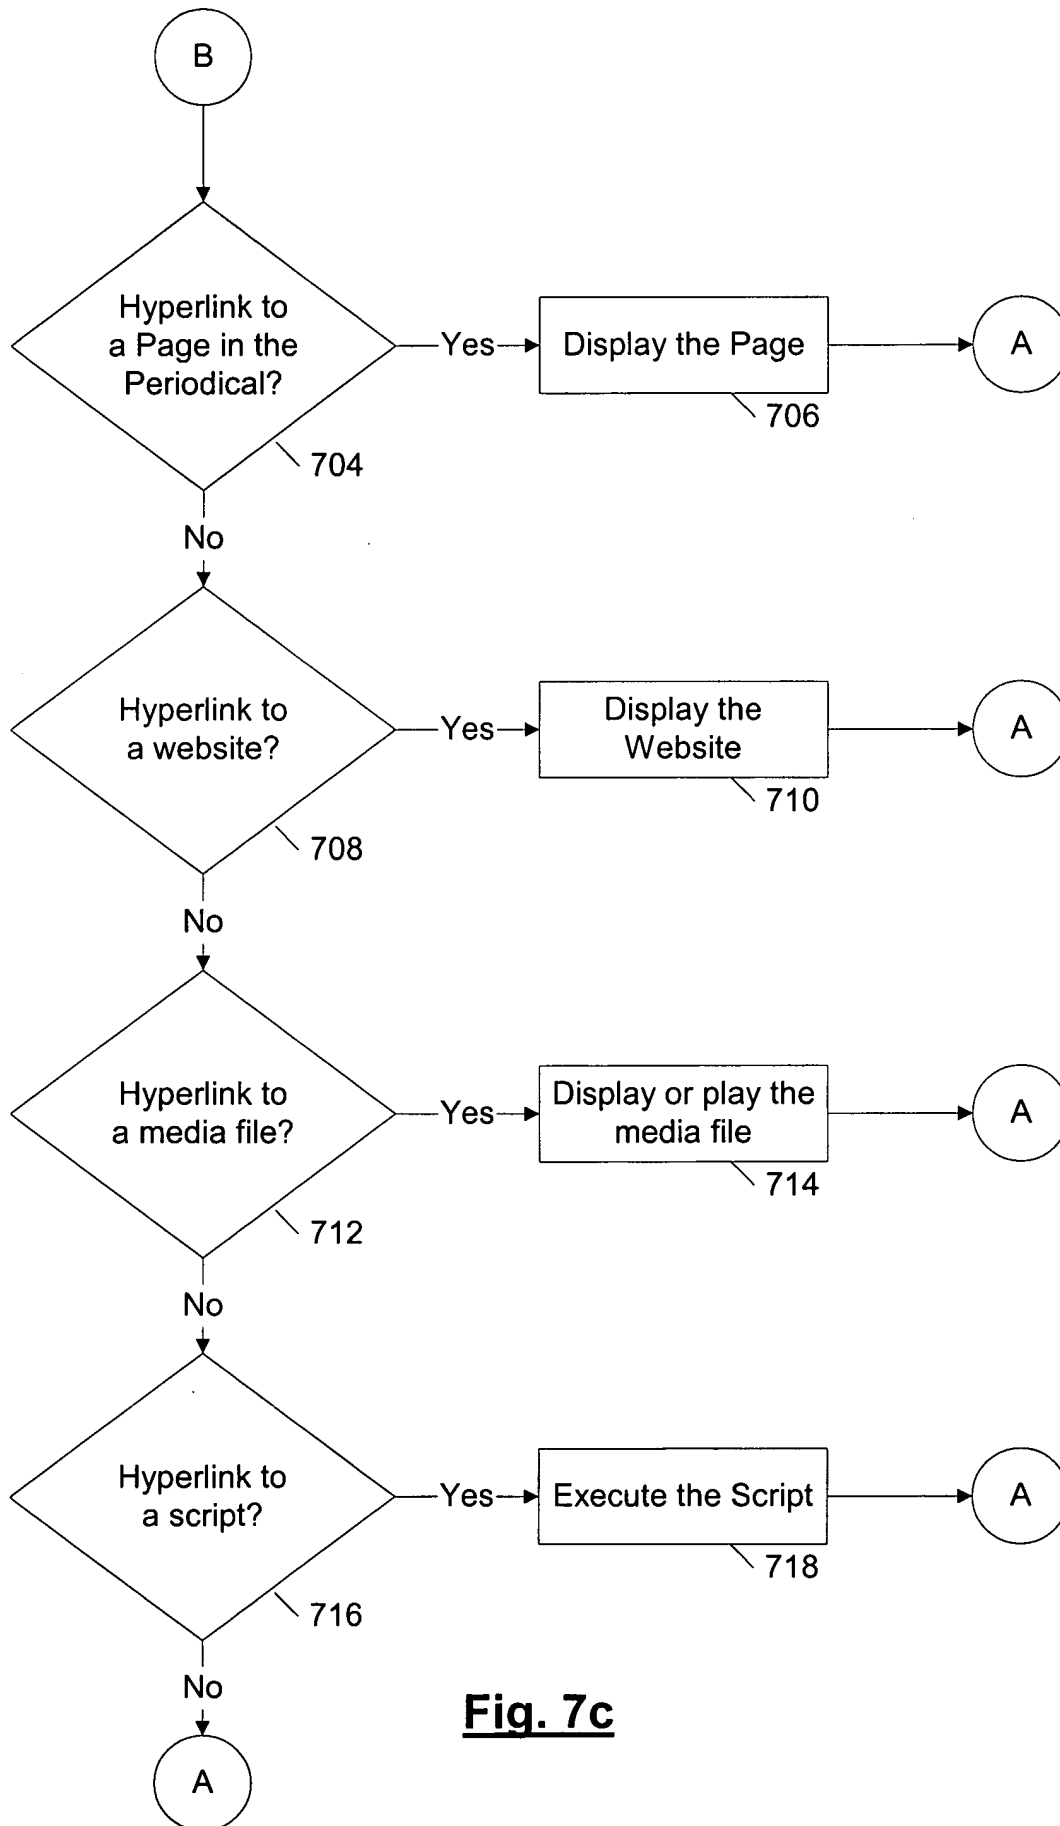 B
Hyperlink to
a Page in the
Periodical?
Yes
Display the Page
A
706
704
No
Hyperlink to
a website?
Yes
Display the
Website
A
710
708
No
Hyperlink to
a media file?
Yes
Display or play the
media file
A
714
712
No
Hyperlink to
a script?
Yes
Execute the Script
A
718
716
No
Fig. 7c
A